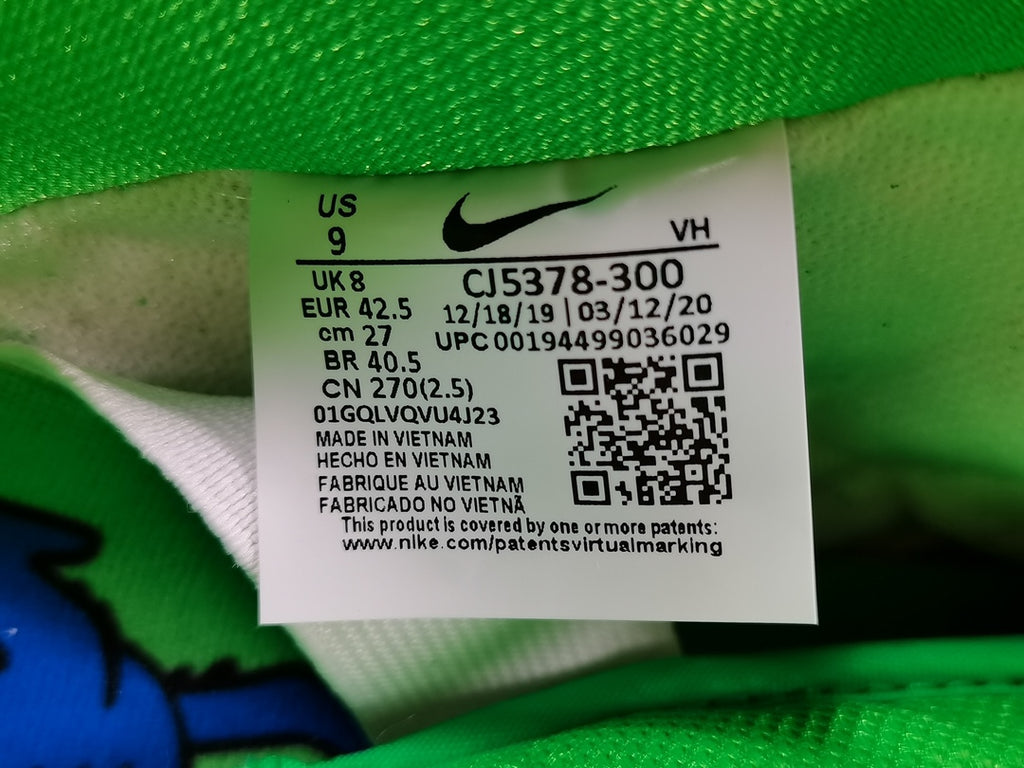 US
9
VH
UK 8
CJ5378-300
EUR 42.5
12/18/19 | 03/12/20
cm 27
UPC 00194499036029
BR 40.5
CN 270(2.5)
01GQLVQVU4J23
MADE IN VIETNAM
HECHO EN VIETNAM
FABRIQUE AU VIETNAM
FABRICADO NO VIETNÃ
This product is covered by one or more patents:
www.nike.com/patentsvirtualmarking